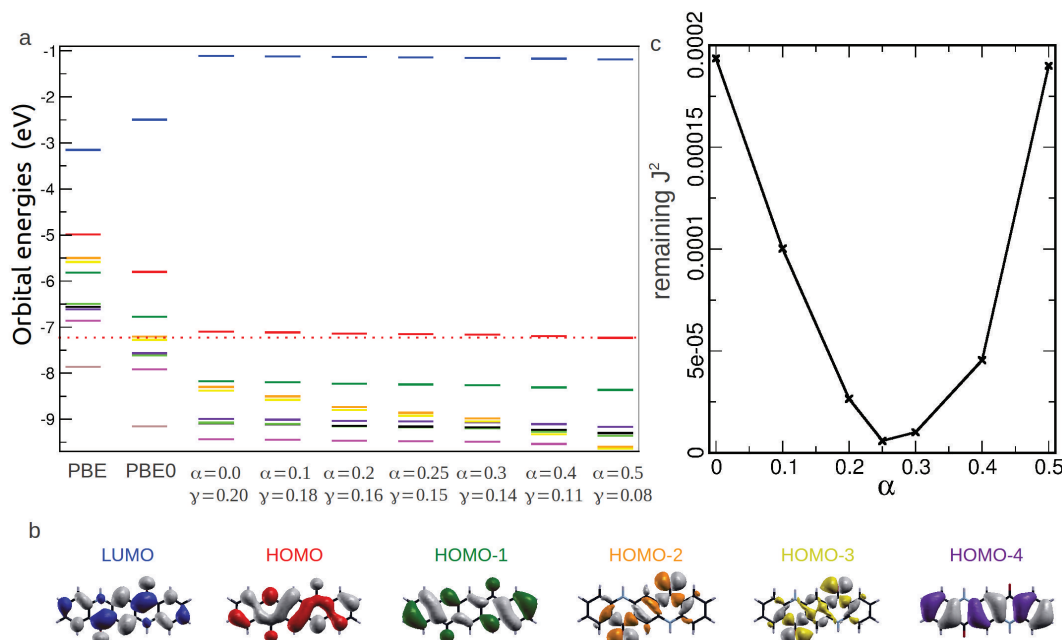 a
c
Orbital energies (eV)
-1
-2
-3
-4
-5
-6
-7
-8
-9
PBE PBE0 α=0.0 α=0.1 α=0.2 α=0.25 α=0.3 α=0.4 α=0.5
γ=0.20 γ=0.18 γ=0.16 γ=0.15 γ=0.14 γ=0.11 γ=0.08
remaining J²
0.0002
0.00015
0.0001
5e-05
0
0 0.1 0.2 0.3 0.4 0.5
α
b
LUMO HOMO HOMO-1 HOMO-2 HOMO-3 HOMO-4